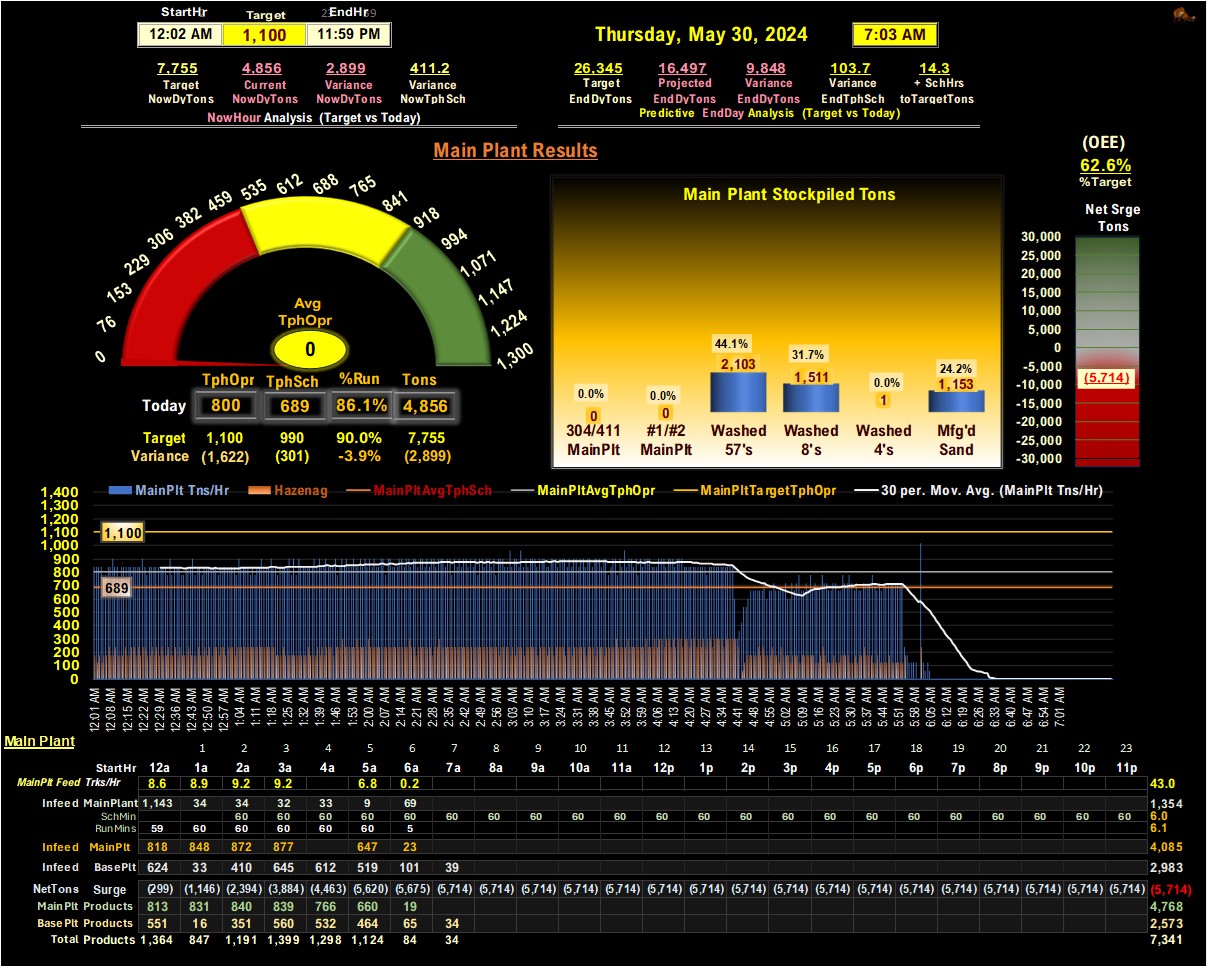 StartHr Target EndHr
12:02 AM 1,100 11:59 PM
Thursday, May 30, 2024 7:03 AM
7,755 4,856 2,899 411.2
Target Current Variance Variance
NowDyTons NowDyTons NowDyTons NowTphSch
NowHour Analysis (Target vs Today)
26,345 16,497 9,848 103.7 14.3
Target Projected Variance Variance + SchHrs
EndDyTons EndDyTons EndDyTons EndTphSch toTargetTons
Predictive EndDay Analysis (Target vs Today)
Main Plant Results
(OEE)
62.6%
%Target
Net Srge
Tons
30,000
25,000
20,000
15,000
10,000
5,000
0
-5,000
(5,714)
-10,000
-15,000
-20,000
-25,000
-30,000
0 76 153 229 306 382 459 535 612 688 765 841 918 994 1,071 1,147 1,224 1,300
Avg
TphOpr
0
TphOpr TphSch %Run Tons
Today 800 689 86.1% 4,856
Target 1,100 990 90.0% 7,755
Variance (1,622) (301) -3.9% (2,899)
Main Plant Stockpiled Tons
0.0% 0.0% 44.1% 31.7% 0.0% 24.2%
0 0 2,103 1,511 1 1,153
304/411 #1/#2 Washed Washed Washed Mfg'd
MainPlt MainPlt 57's 8's 4's Sand
MainPlt Tns/Hr Hazenag MainPltAvgTphSch MainPltAvgTphOpr MainPltTargetTphOpr 30 per. Mov. Avg. (MainPlt Tns/Hr)
1,400
1,300
1,200
1,100
1,000
900
800
700
600
500
400
300
200
100
0
1,100
689
12:01 AM 12:08 AM 12:15 AM 12:22 AM 12:29 AM 12:36 AM 12:43 AM 12:50 AM 12:57 AM 1:04 AM 1:11 AM 1:18 AM 1:25 AM 1:32 AM 1:39 AM 1:46 AM 1:53 AM 2:00 AM 2:07 AM 2:14 AM 2:21 AM 2:28 AM 2:35 AM 2:42 AM 2:49 AM 2:56 AM 3:03 AM 3:10 AM 3:17 AM 3:24 AM 3:31 AM 3:38 AM 3:45 AM 3:52 AM 3:59 AM 4:06 AM 4:13 AM 4:20 AM 4:27 AM 4:34 AM 4:41 AM 4:48 AM 4:55 AM 5:02 AM 5:09 AM 5:16 AM 5:23 AM 5:30 AM 5:37 AM 5:44 AM 5:51 AM 5:58 AM 6:05 AM 6:12 AM 6:19 AM 6:26 AM 6:33 AM 6:40 AM 6:47 AM 6:54 AM 7:01 AM
Main Plant
1 2 3 4 5 6 7 8 9 10 11 12 13 14 15 16 17 18 19 20 21 22 23
StartHr 12a 1a 2a 3a 4a 5a 6a 7a 8a 9a 10a 11a 12p 1p 2p 3p 4p 5p 6p 7p 8p 9p 10p 11p
MainPlt Feed Trks/Hr 8.6 8.9 9.2 9.2 6.8 0.2 43.0
Infeed MainPlant 1,143 34 34 32 33 9 69 1,354
SchMin 60 60 60 60 60 60 60 60 60 60 60 60 60 60 60 60 60 60 60 60 60 60 6.0
RunMins 59 60 60 60 60 60 5 6.1
Infeed MainPlt 818 848 872 877 647 23 4,085
Infeed BasePlt 624 33 410 645 612 519 101 39 2,983
NetTons Surge (299) (1,146) (2,394) (3,884) (4,463) (5,620) (5,675) (5,714) (5,714) (5,714) (5,714) (5,714) (5,714) (5,714) (5,714) (5,714) (5,714) (5,714) (5,714) (5,714) (5,714) (5,714) (5,714) (5,714) (5,714)
MainPlt Products 813 831 840 839 766 660 19 4,768
BasePlt Products 551 16 351 560 532 464 65 34 2,573
Total Products 1,364 847 1,191 1,399 1,298 1,124 84 34 7,341